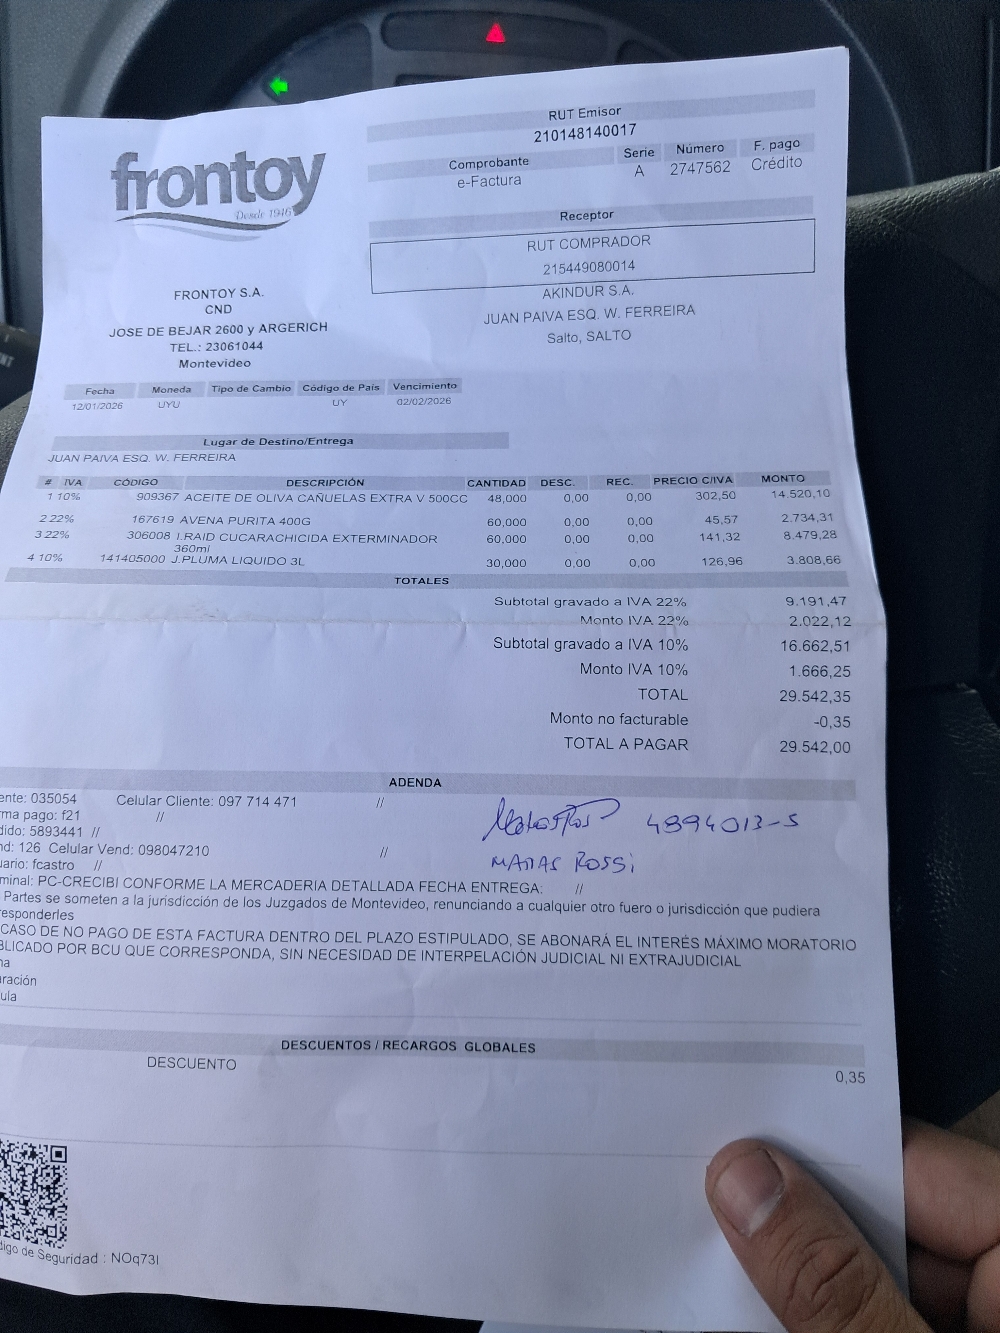 frontoy
Desde 1946
FRONTOY S.A.
CND
JOSE DE BEJAR 2600 y ARGERICH
TEL.: 23061044
Montevideo
RUT Emisor
210148140017
Comprobante Serie Número F. pago
e-Factura A 2747562 Crédito
Receptor
RUT COMPRADOR
215449080014
AKINDUR S.A.
JUAN PAIVA ESQ. W. FERREIRA
Salto, SALTO
Fecha Moneda Tipo de Cambio Código de País Vencimiento
12/01/2026 UYU UY 02/02/2026
Lugar de Destino/Entrega
JUAN PAIVA ESQ. W. FERREIRA
# IVA CÓDIGO DESCRIPCIÓN CANTIDAD DESC. REC. PRECIO C/IVA MONTO
1 10% 909367 ACEITE DE OLIVA CAÑUELAS EXTRA V 500CC 48,000 0,00 0,00 302,50 14.520,10
2 22% 167619 AVENA PURITA 400G 60,000 0,00 0,00 45,57 2.734,31
3 22% 306008 I.RAID CUCARACHICIDA EXTERMINADOR 60,000 0,00 0,00 141,32 8.479,28
360ml
4 10% 141405000 J.PLUMA LIQUIDO 3L 30,000 0,00 0,00 126,96 3.808,66
TOTALES
Subtotal gravado a IVA 22% 9.191,47
Monto IVA 22% 2.022,12
Subtotal gravado a IVA 10% 16.662,51
Monto IVA 10% 1.666,25
TOTAL 29.542,35
Monto no facturable -0,35
TOTAL A PAGAR 29.542,00
ADENDA
ente: 035054 Celular Cliente: 097 714 471 //
rma pago: f21 //
dido: 5893441 //
nd: 126 Celular Vend: 098047210 //
uario: fcastro //
4894013-5
MATIAS ROSSI
minal: PC-CRECIBI CONFORME LA MERCADERIA DETALLADA FECHA ENTREGA: //
Partes se someten a la jurisdicción de los Juzgados de Montevideo, renunciando a cualquier otro fuero o jurisdicción que pudiera
responderles
CASO DE NO PAGO DE ESTA FACTURA DENTRO DEL PLAZO ESTIPULADO, SE ABONARÁ EL INTERÉS MÁXIMO MORATORIO
BLICADO POR BCU QUE CORRESPONDA, SIN NECESIDAD DE INTERPELACIÓN JUDICIAL NI EXTRAJUDICIAL
na
aración
ula
DESCUENTOS / RECARGOS GLOBALES
DESCUENTO 0,35
digo de Seguridad : NOq73I